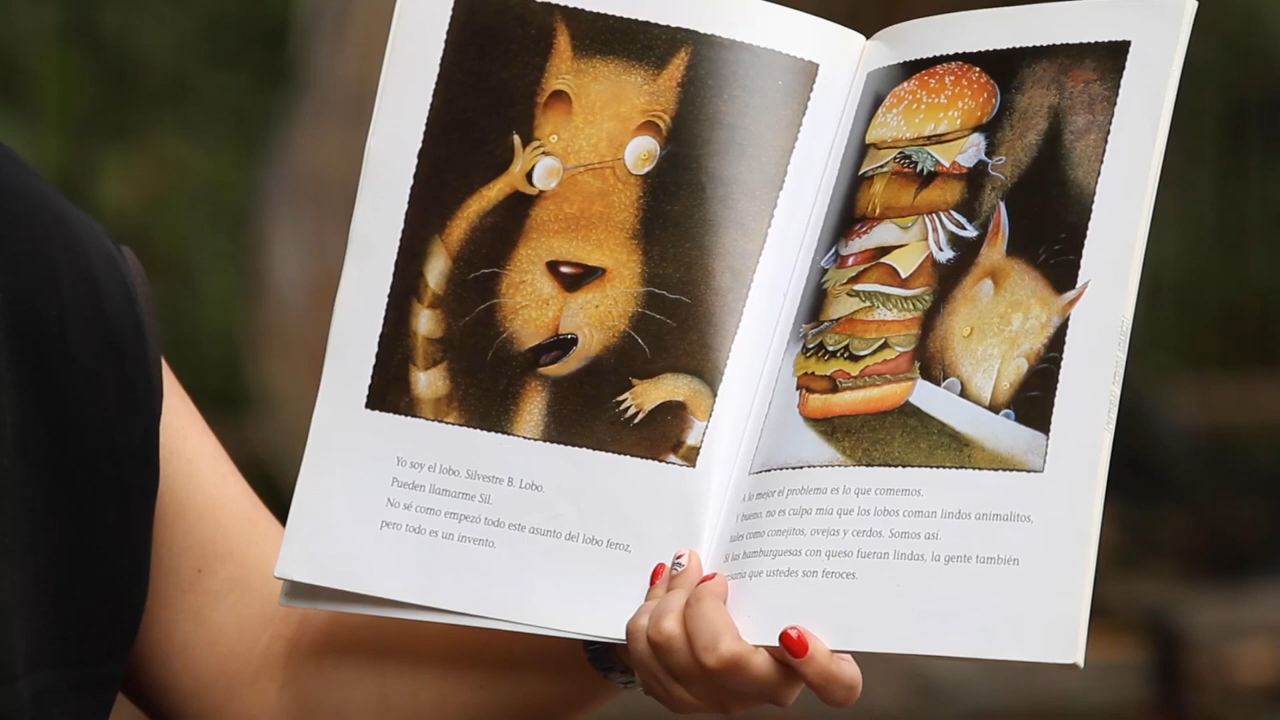 Yo soy el lobo. Silvestre B. Lobo.
Pueden llamarme Sil.
No sé como empezó todo este asunto del lobo feroz,
pero todo es un invento.
A lo mejor el problema es lo que comemos.
Y bueno, no es culpa mía que los lobos coman lindos animalitos,
tales como conejitos, ovejas y cerdos. Somos así.
Si las hamburguesas con queso fueran lindas, la gente también
que ustedes son feroces.